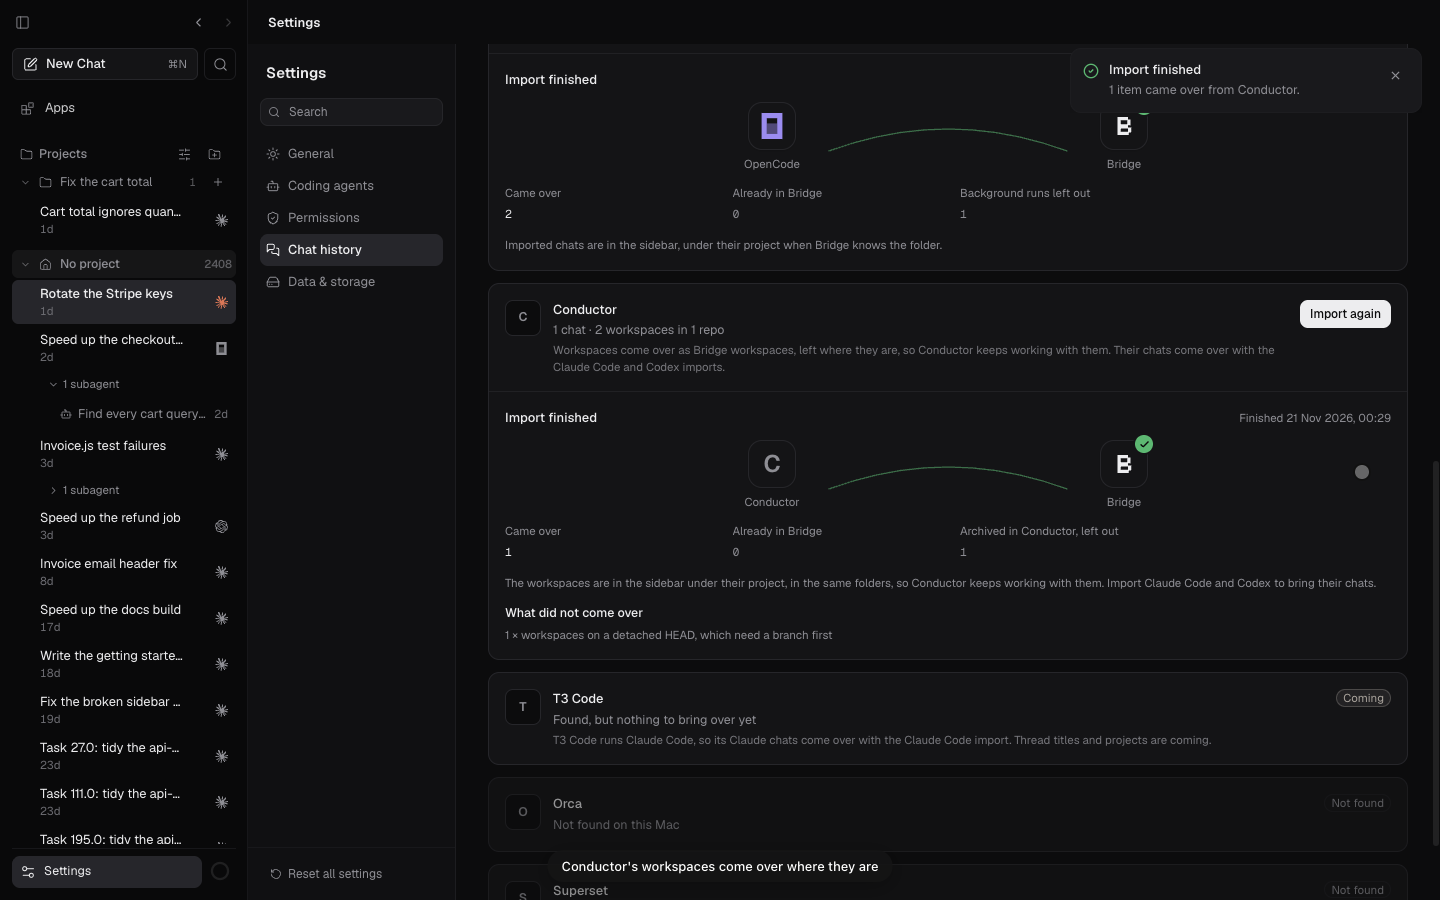 Settings
New Chat
⌘N
Apps
Projects
Fix the cart total
1
Cart total ignores quan...
1d
No project
2408
Rotate the Stripe keys
1d
Speed up the checkout...
2d
1 subagent
Find every cart query...
2d
Invoice.js test failures
3d
1 subagent
Speed up the refund job
3d
Invoice email header fix
8d
Speed up the docs build
17d
Write the getting starte...
18d
Fix the broken sidebar ...
19d
Task 27.0: tidy the api-...
23d
Task 111.0: tidy the api-...
23d
Task 195.0: tidy the api...
Settings
Settings
Search
General
Coding agents
Permissions
Chat history
Data & storage
Reset all settings
Import finished
1 item came over from Conductor.
Import finished
B
OpenCode
Bridge
Came over
Already in Bridge
Background runs left out
2
0
1
Imported chats are in the sidebar, under their project when Bridge knows the folder.
C
Conductor
1 chat · 2 workspaces in 1 repo
Workspaces come over as Bridge workspaces, left where they are, so Conductor keeps working with them. Their chats come over with the
Claude Code and Codex imports.
Import again
Import finished
Finished 21 Nov 2026, 00:29
C
B
Conductor
Bridge
Came over
Already in Bridge
Archived in Conductor, left out
1
0
1
The workspaces are in the sidebar under their project, in the same folders, so Conductor keeps working with them. Import Claude Code and Codex to bring their chats.
What did not come over
1 × workspaces on a detached HEAD, which need a branch first
T
T3 Code
Coming
Found, but nothing to bring over yet
T3 Code runs Claude Code, so its Claude chats come over with the Claude Code import. Thread titles and projects are coming.
O
Orca
Not found
Not found on this Mac
Conductor's workspaces come over where they are
S
Superset
Not found